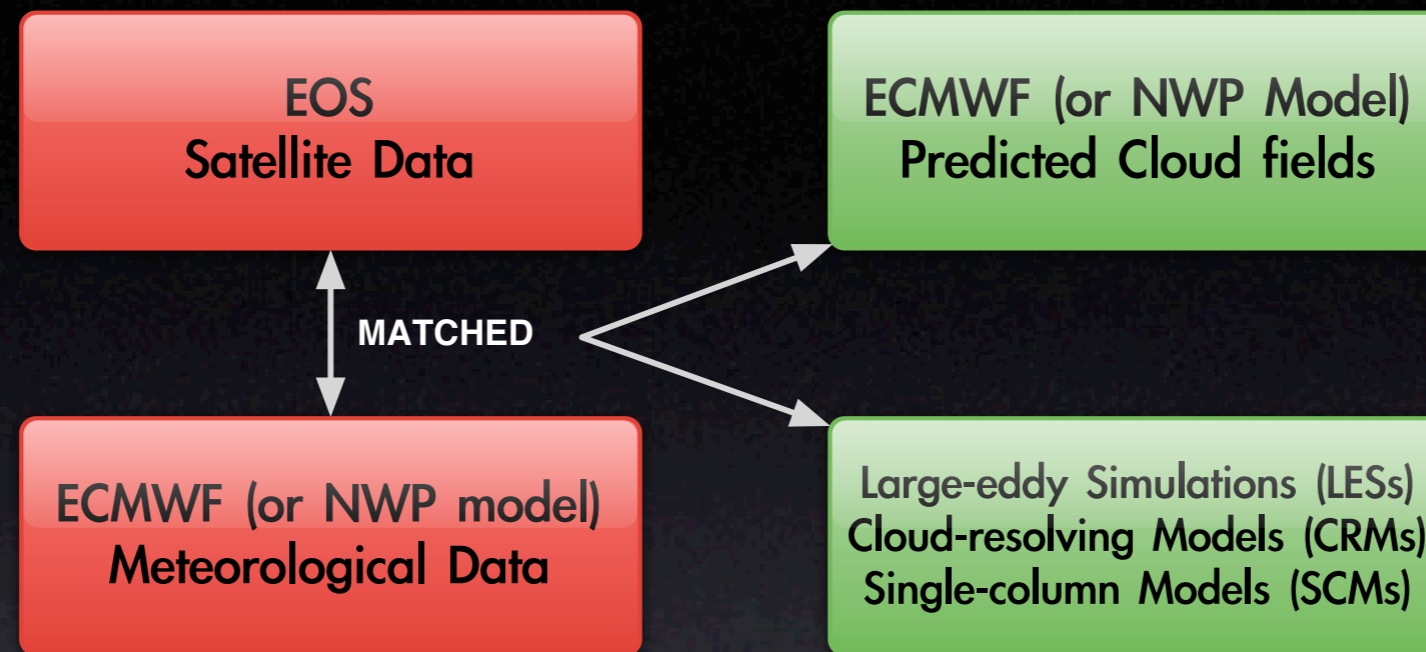 EOS
Satellite Data
ECMWF (or NWP Model)
Predicted Cloud fields
MATCHED
ECMWF (or NWP model)
Meteorological Data
Large-eddy Simulations (LESs)
Cloud-resolving Models (CRMs)
Single-column Models (SCMs)